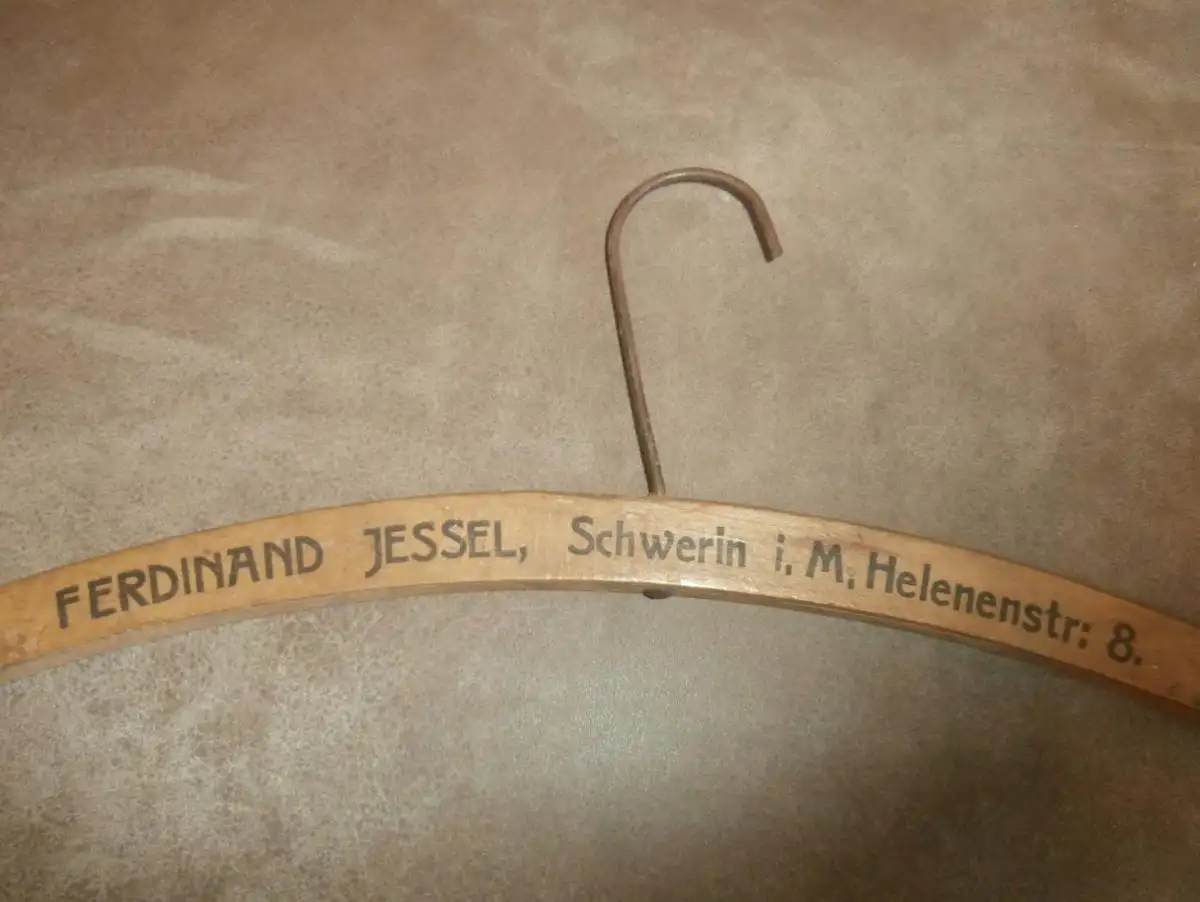 FERDINAND JESSEL, Schwerin i. M. Helenenstr: 8.